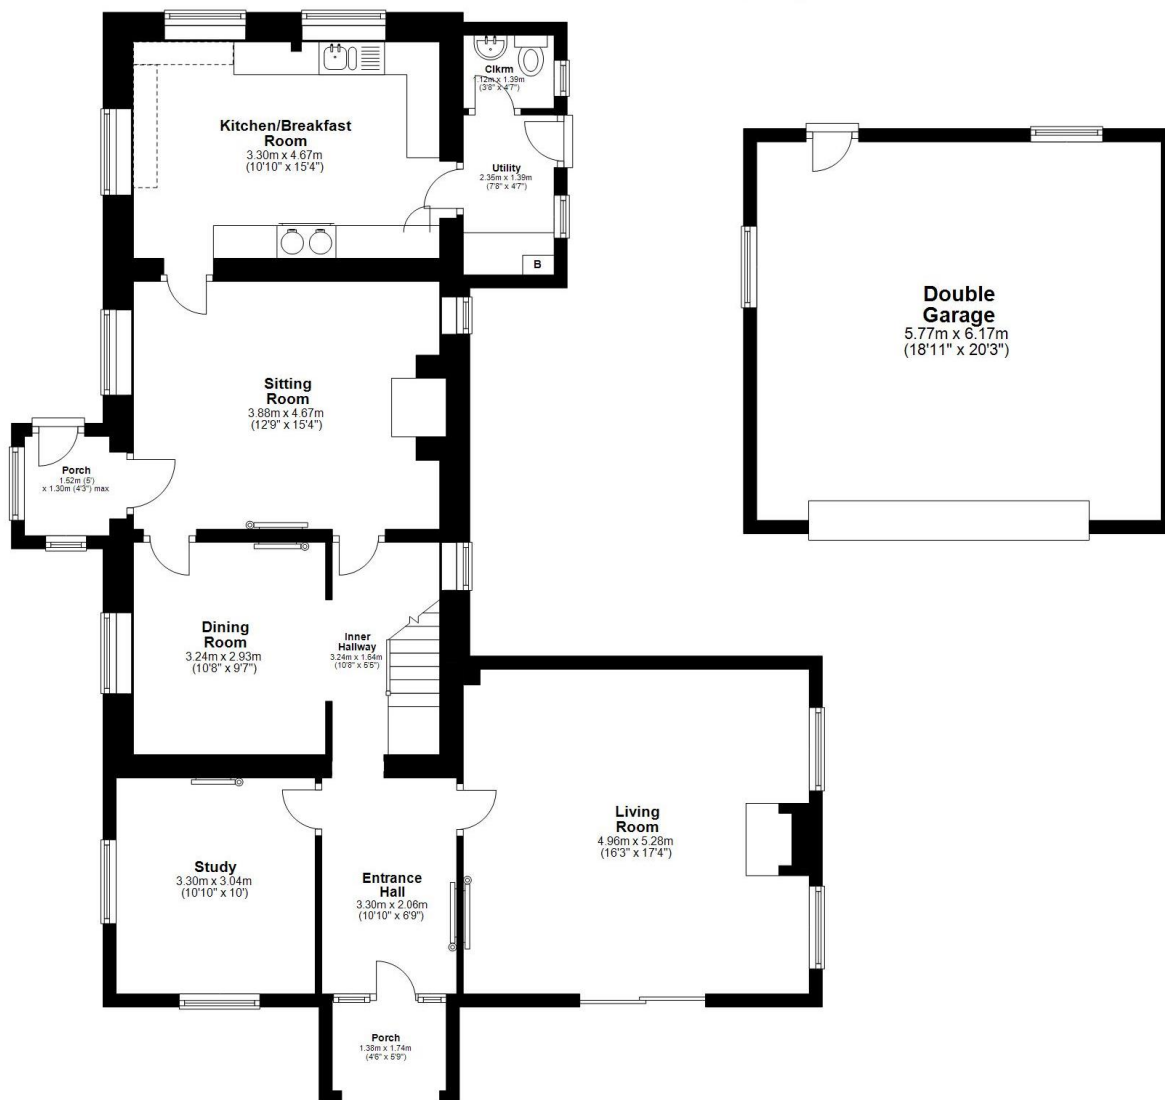 Clkrm
1.12m x 1.39m
(3'8" x 4'7")
Kitchen/Breakfast
Room
3.30m x 4.67m
(10'10" x 15'4")
Utility
2.35m x 1.39m
(7'8" x 4'7")
B
Double
Garage
5.77m x 6.17m
(18'11" x 20'3")
Sitting
Room
3.88m x 4.67m
(12'9" x 15'4")
Porch
1.52m (5')
x 1.30m (4'3") max
Dining
Room
3.24m x 2.93m
(10'8" x 9'7")
Inner
Hallway
3.24m x 1.64m
(10'8" x 5'5")
Living
Room
4.96m x 5.28m
(16'3" x 17'4")
Study
3.30m x 3.04m
(10'10" x 10')
Entrance
Hall
3.30m x 2.06m
(10'10" x 6'9")
Porch
1.38m x 1.74m
(4'6" x 5'9")